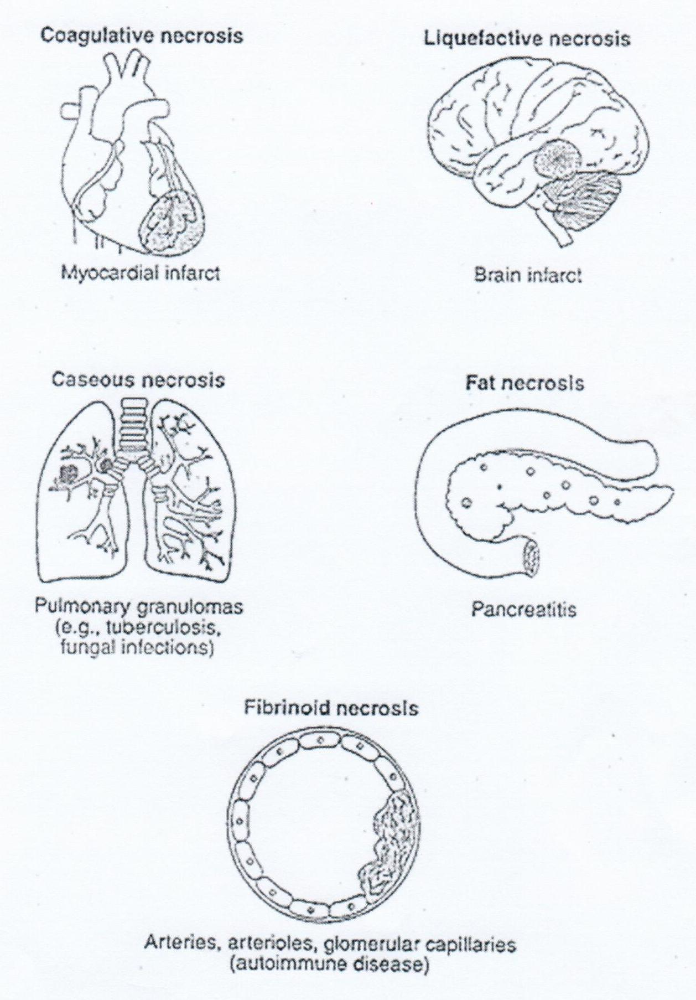 Coagulative necrosis
Liquefactive necrosis
Myocardial infarct
Brain infarct
Caseous necrosis
Fat necrosis
Pulmonary granulomas
(e.g., tuberculosis,
fungal infections)
Pancreatitis
Fibrinoid necrosis
Arteries, arterioles, glomerular capillaries
(autoimmune disease)